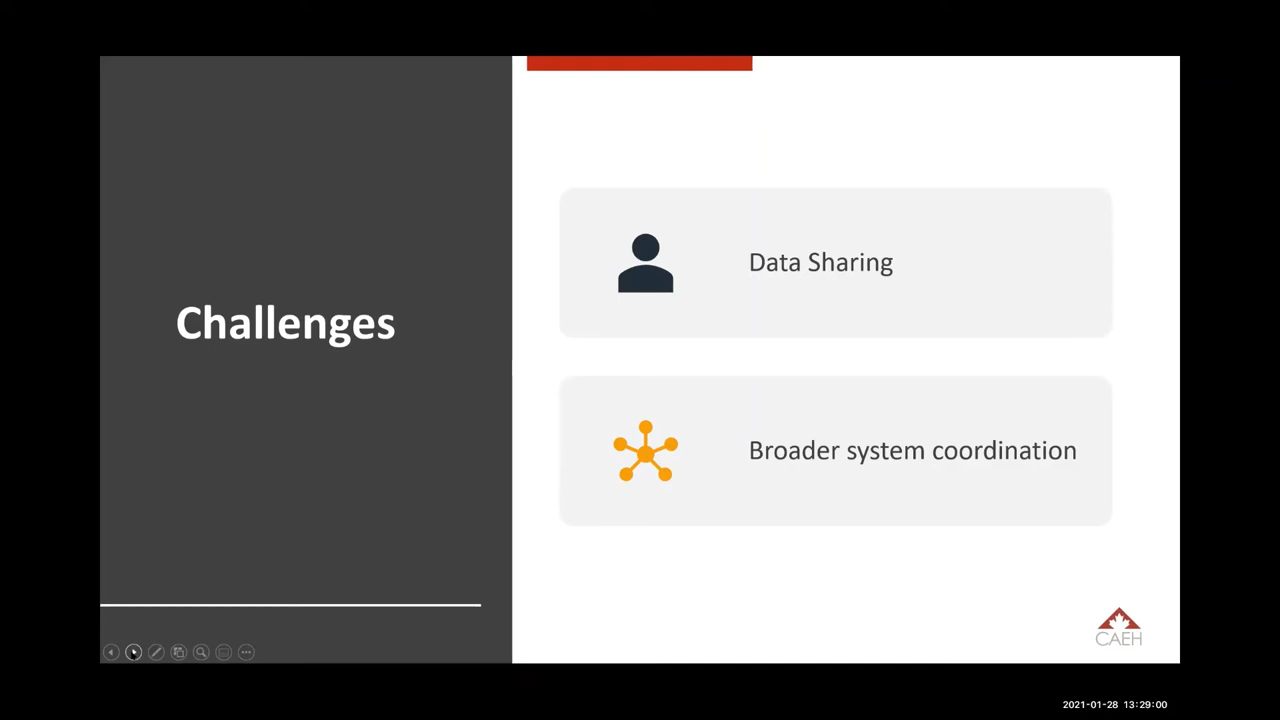 Challenges
Data Sharing
Broader system coordination
CAEH
2021-01-28 13:29:00